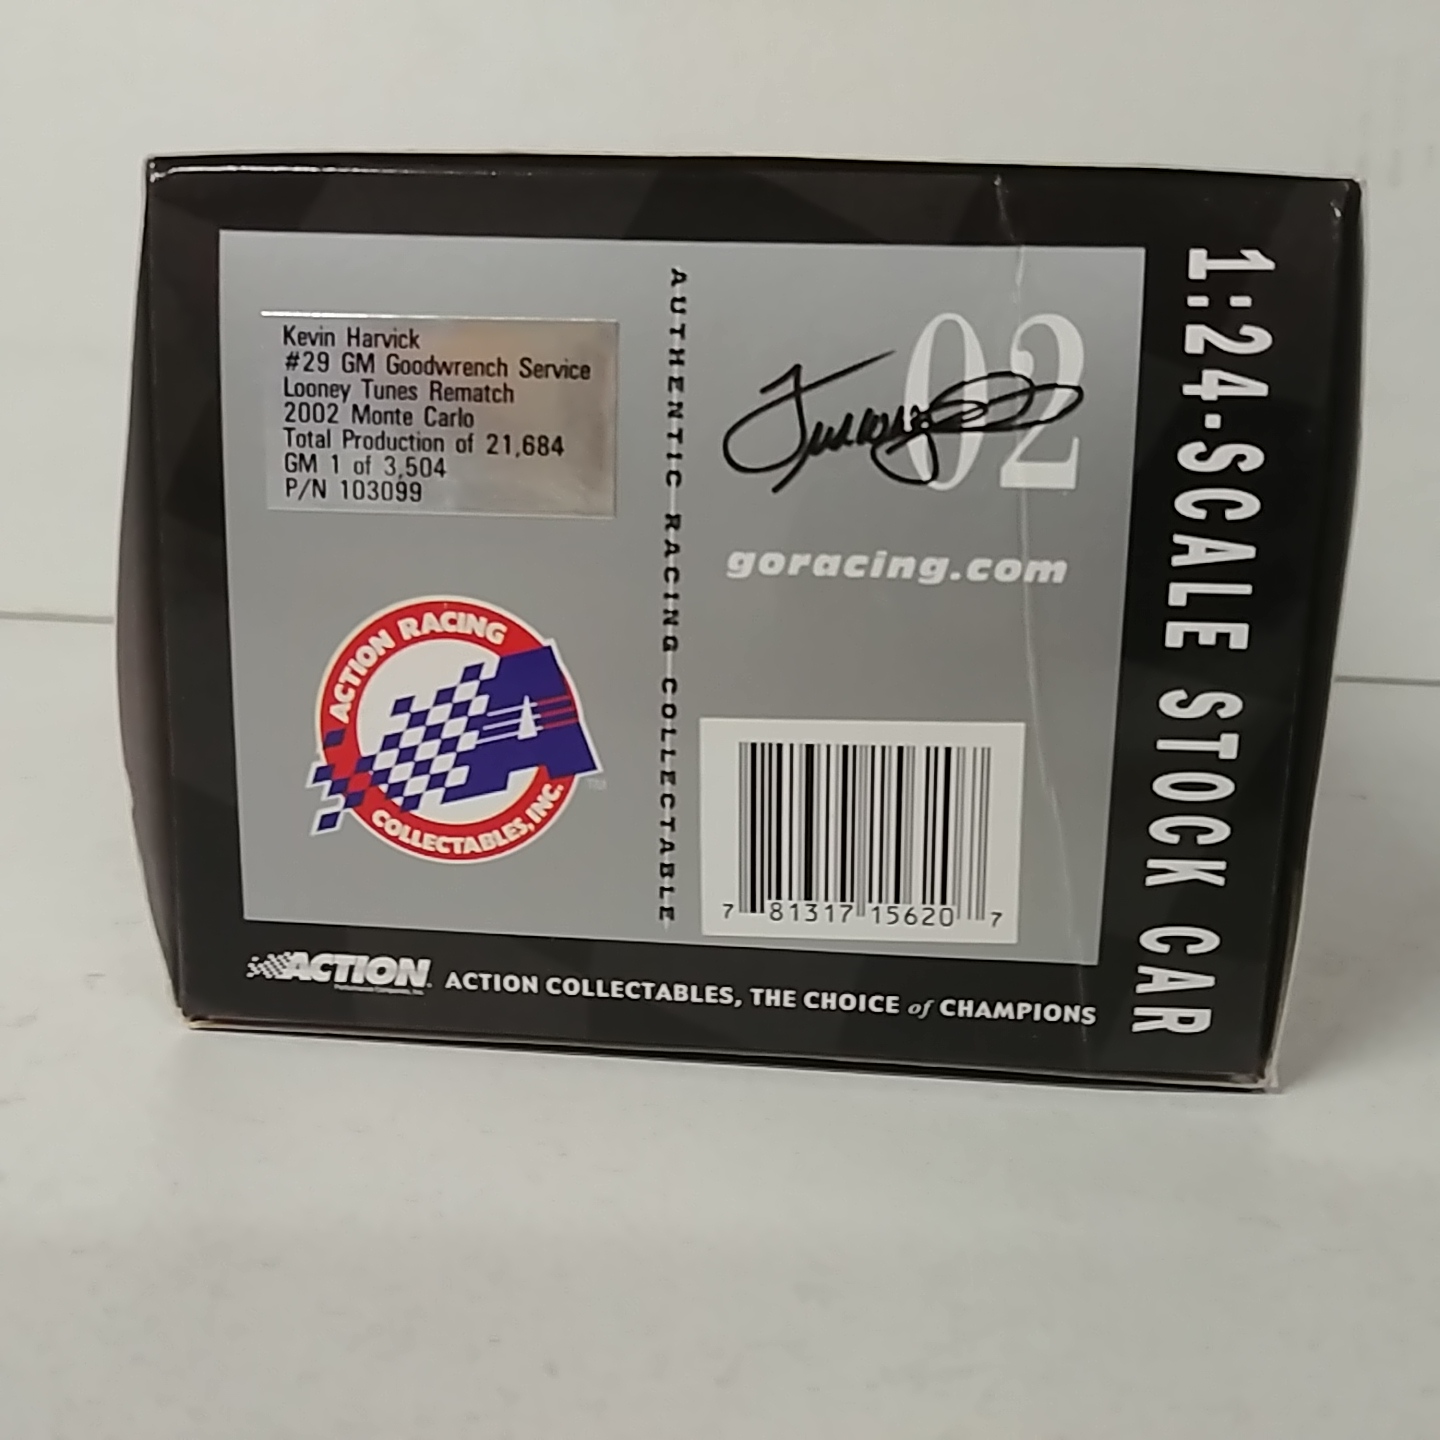 Kevin Harvick
#29 GM Goodwrench Service
Looney Tunes Rematch
2002 Monte Carlo
Total Production of 21,684
GM 1 of 3,504
P/N 103099
ACTION RACING
COLLECTABLES, INC.
A
TM
AUTHENTIC RACING COLLECTABLE
02
goracing.com
7 81317 15620 7
1:24-SCALE STOCK CAR
ACTION
ACTION COLLECTABLES, THE CHOICE of CHAMPIONS